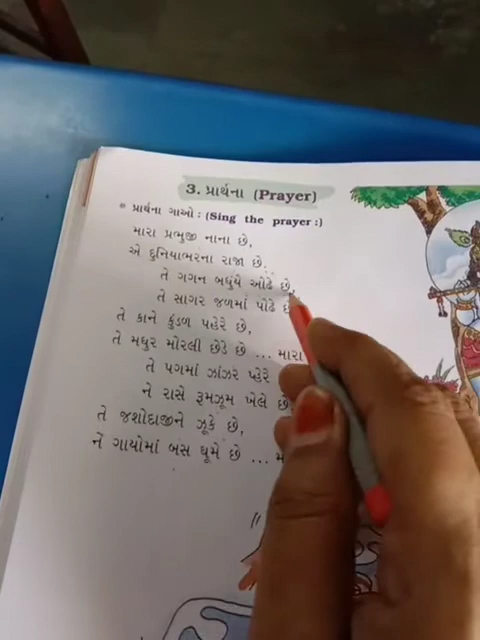 3. પ્રાર્થના (Prayer)
* પ્રાર્થના ગાઓ : (Sing the prayer :)
મારા પ્રભુજી નાના છે,
એ દુનિયાભરના રાજા છે.
તે ગગન બધુંયે ઓઢે છે,
તે સાગર જળમાં પોઢે છે
તે કાને કુંડળ પહેરે છે,
તે મધુર મોરલી છેડે છે ... મારા
તે પગમાં ઝાંઝર પહેરે
ને રાસે રૂમઝૂમ ખેલે છે
તે જશોદાજીને ઝૂકે છે,
ને ગાયોમાં બસ ઘૂમે છે ...